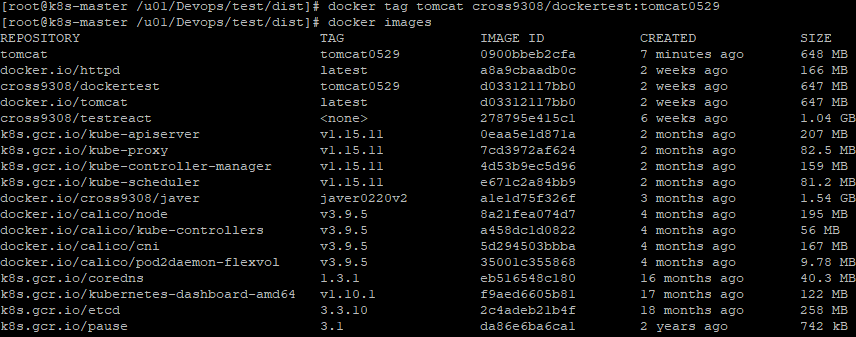 [root@k8s-master /u01/Devops/test/dist]# docker tag tomcat cross9308/dockertest:tomcat0529
[root@k8s-master /u01/Devops/test/dist]# docker images
REPOSITORY TAG IMAGE ID CREATED SIZE
tomcat tomcat0529 0900bbeb2cfa 7 minutes ago 648 MB
docker.io/httpd latest a8a9cbaadb0c 2 weeks ago 166 MB
cross9308/dockertest tomcat0529 d03312117bb0 2 weeks ago 647 MB
docker.io/tomcat latest d03312117bb0 2 weeks ago 647 MB
cross9308/testreact <none> 278795e415c1 6 weeks ago 1.04 GB
k8s.gcr.io/kube-apiserver v1.15.11 0eaa5e1d871a 2 months ago 207 MB
k8s.gcr.io/kube-proxy v1.15.11 7cd3972af624 2 months ago 82.5 MB
k8s.gcr.io/kube-controller-manager v1.15.11 4d53b9ec5d96 2 months ago 159 MB
k8s.gcr.io/kube-scheduler v1.15.11 e671c2a84bb9 2 months ago 81.2 MB
docker.io/cross9308/javer javer0220v2 a1e1d75f326f 3 months ago 1.54 GB
docker.io/calico/node v3.9.5 8a21fea074d7 4 months ago 195 MB
docker.io/calico/kube-controllers v3.9.5 a458dc1d0822 4 months ago 56 MB
docker.io/calico/cni v3.9.5 5d294503bbba 4 months ago 167 MB
docker.io/calico/pod2daemon-flexvol v3.9.5 35001c355868 4 months ago 9.78 MB
k8s.gcr.io/coredns 1.3.1 eb516548c180 16 months ago 40.3 MB
k8s.gcr.io/kubernetes-dashboard-amd64 v1.10.1 f9aed6605b81 17 months ago 122 MB
k8s.gcr.io/etcd 3.3.10 2c4adeb21b4f 18 months ago 258 MB
k8s.gcr.io/pause 3.1 da86e6ba6ca1 2 years ago 742 kB